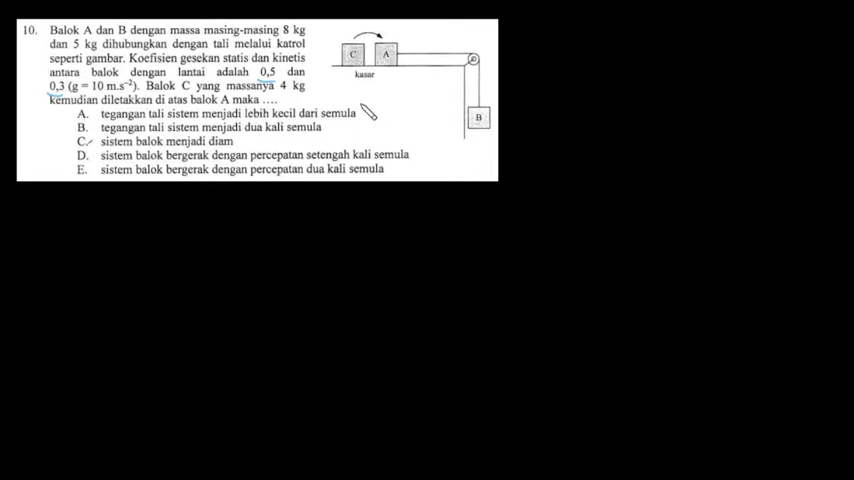 10. Balok A dan B dengan massa masing-masing 8 kg
dan 5 kg dihubungkan dengan tali melalui katrol
seperti gambar. Koefisien gesekan statis dan kinetis
antara balok dengan lantai adalah 0,5 dan
0,3 (g = 10 m.s⁻²). Balok C yang massanya 4 kg
kemudian diletakkan di atas balok A maka ....
A. tegangan tali sistem menjadi lebih kecil dari semula
B. tegangan tali sistem menjadi dua kali semula
C. sistem balok menjadi diam
D. sistem balok bergerak dengan percepatan setengah kali semula
E. sistem balok bergerak dengan percepatan dua kali semula
C A
kasar
B